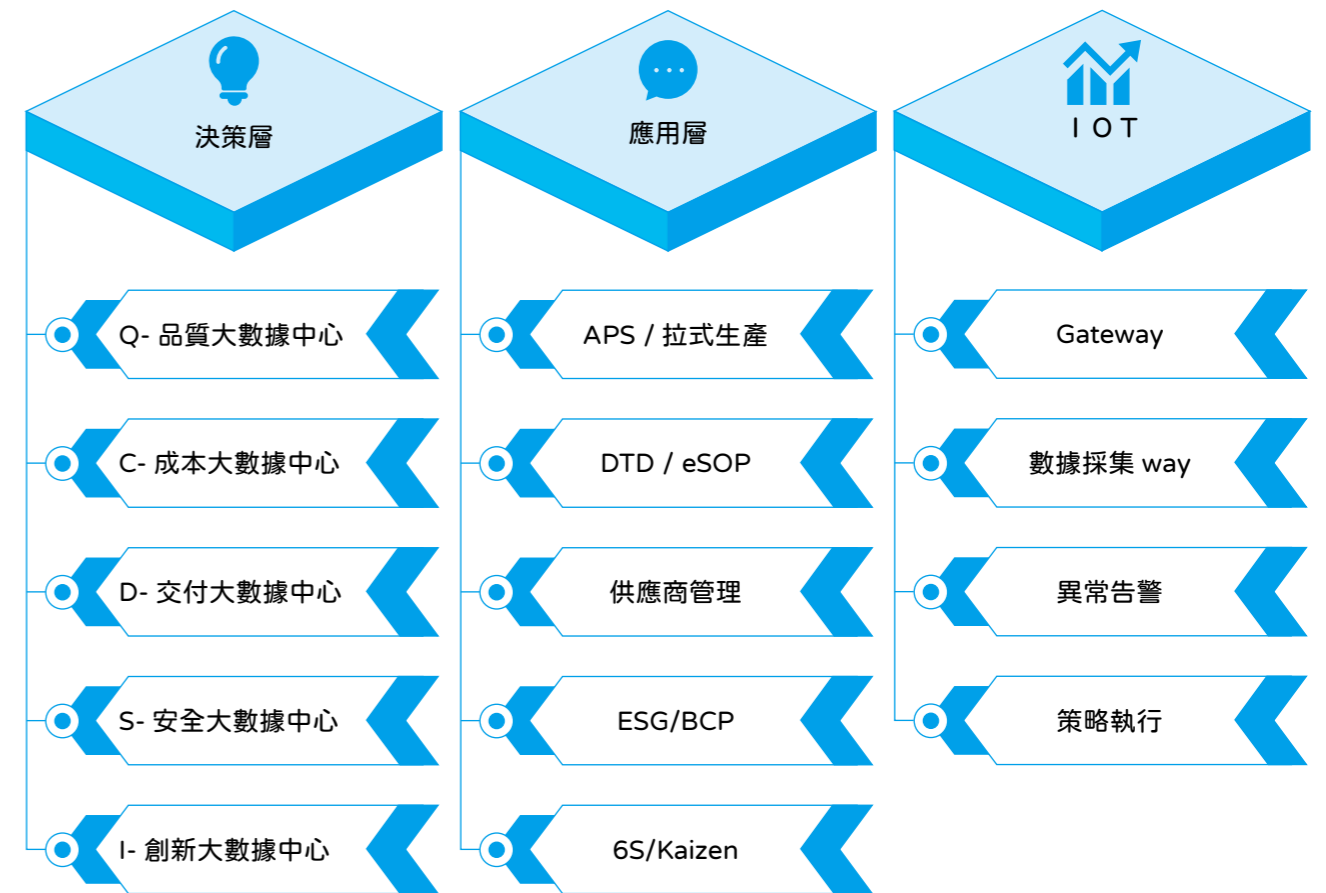 決策層
Q- 品質大數據中心
C- 成本大數據中心
D- 交付大數據中心
S- 安全大數據中心
I- 創新大數據中心
應用層
APS / 拉式生產
DTD / eSOP
供應商管理
ESG/BCP
6S/Kaizen
IOT
Gateway
數據採集 way
異常告警
策略執行